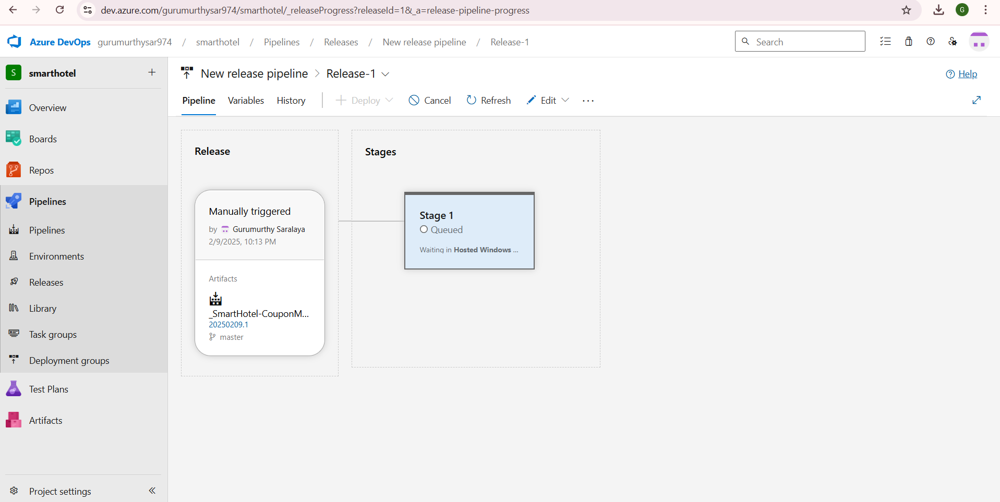 dev.azure.com/gurumurthysar974/smarthotel/_releaseProgress?releaseId=1&_a=release-pipeline-progress
G
Azure DevOps gurumurthysar974 / smarthotel / Pipelines / Releases / New release pipeline / Release-1
Search
S smarthotel
Overview
Boards
Repos
Pipelines
Pipelines
Environments
Releases
Library
Task groups
Deployment groups
Test Plans
Artifacts
Project settings
New release pipeline > Release-1
Help
Pipeline Variables History Deploy Cancel Refresh Edit ...
Release
Manually triggered
by Gurumurthy Saralaya
2/9/2025, 10:13 PM
Artifacts
_SmartHotel-CouponM...
20250209.1
master
Stages
Stage 1
Queued
Waiting in Hosted Windows ...